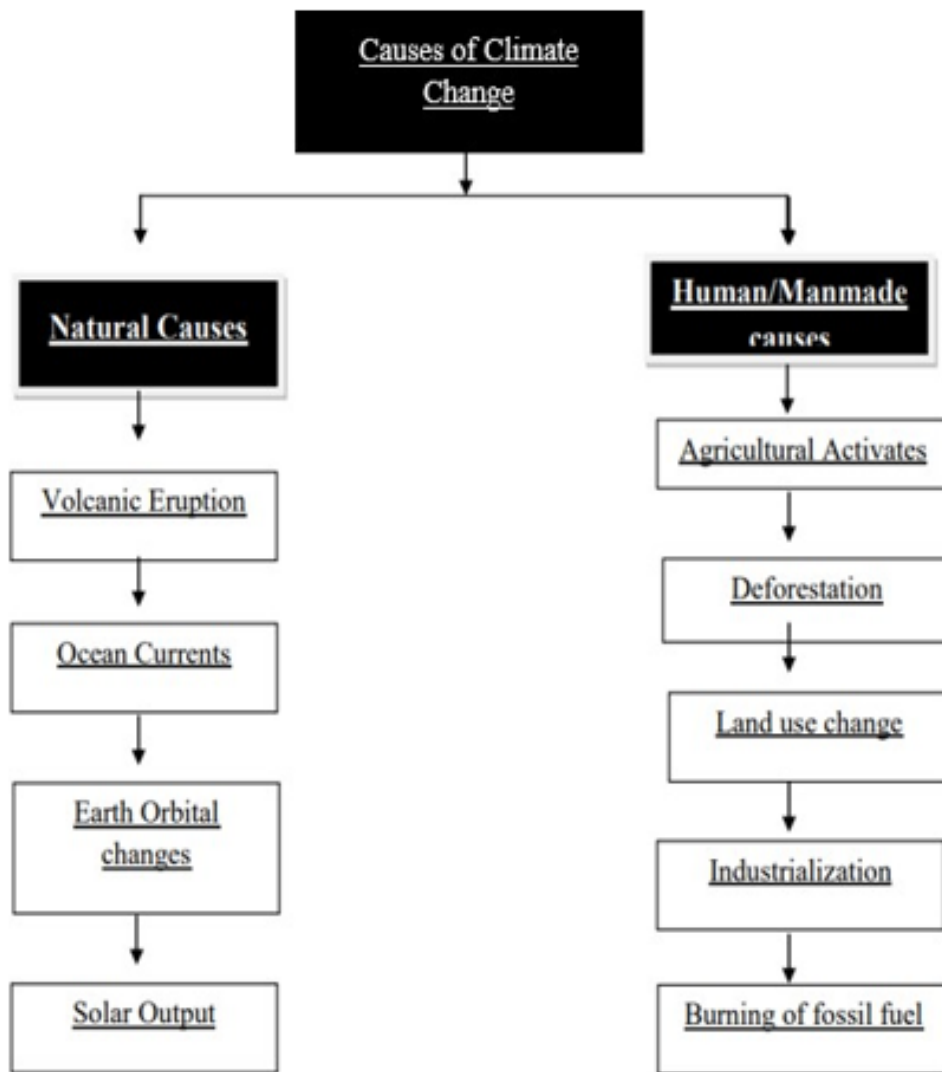 Causes of Climate
Change
Natural Causes
Human/Manmade
causes
Volcanic Eruption
Ocean Currents
Earth Orbital
changes
Solar Output
Agricultural Activates
Deforestation
Land use change
Industrialization
Burning of fossil fuel